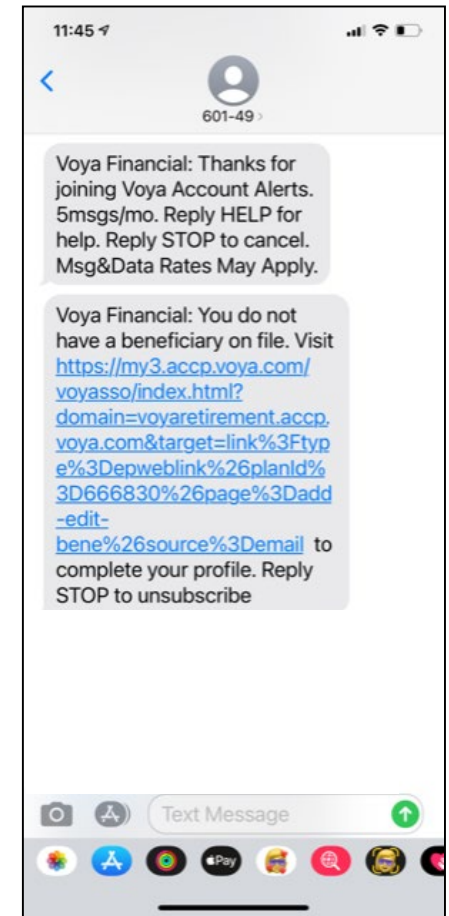 11:45
601-49
Voya Financial: Thanks for
joining Voya Account Alerts.
5msgs/mo. Reply HELP for
help. Reply STOP to cancel.
Msg&Data Rates May Apply.
Voya Financial: You do not
have a beneficiary on file. Visit
https://my3.accp.voya.com/
voyasso/index.html?
domain=voyaretirement.accp.
voya.com&target=link%3Ftyp
e%3Depweblink%26planId%
3D666830%26page%3Dadd
-edit-
bene%26source%3Demail to
complete your profile. Reply
STOP to unsubscribe
Text Message
Pay